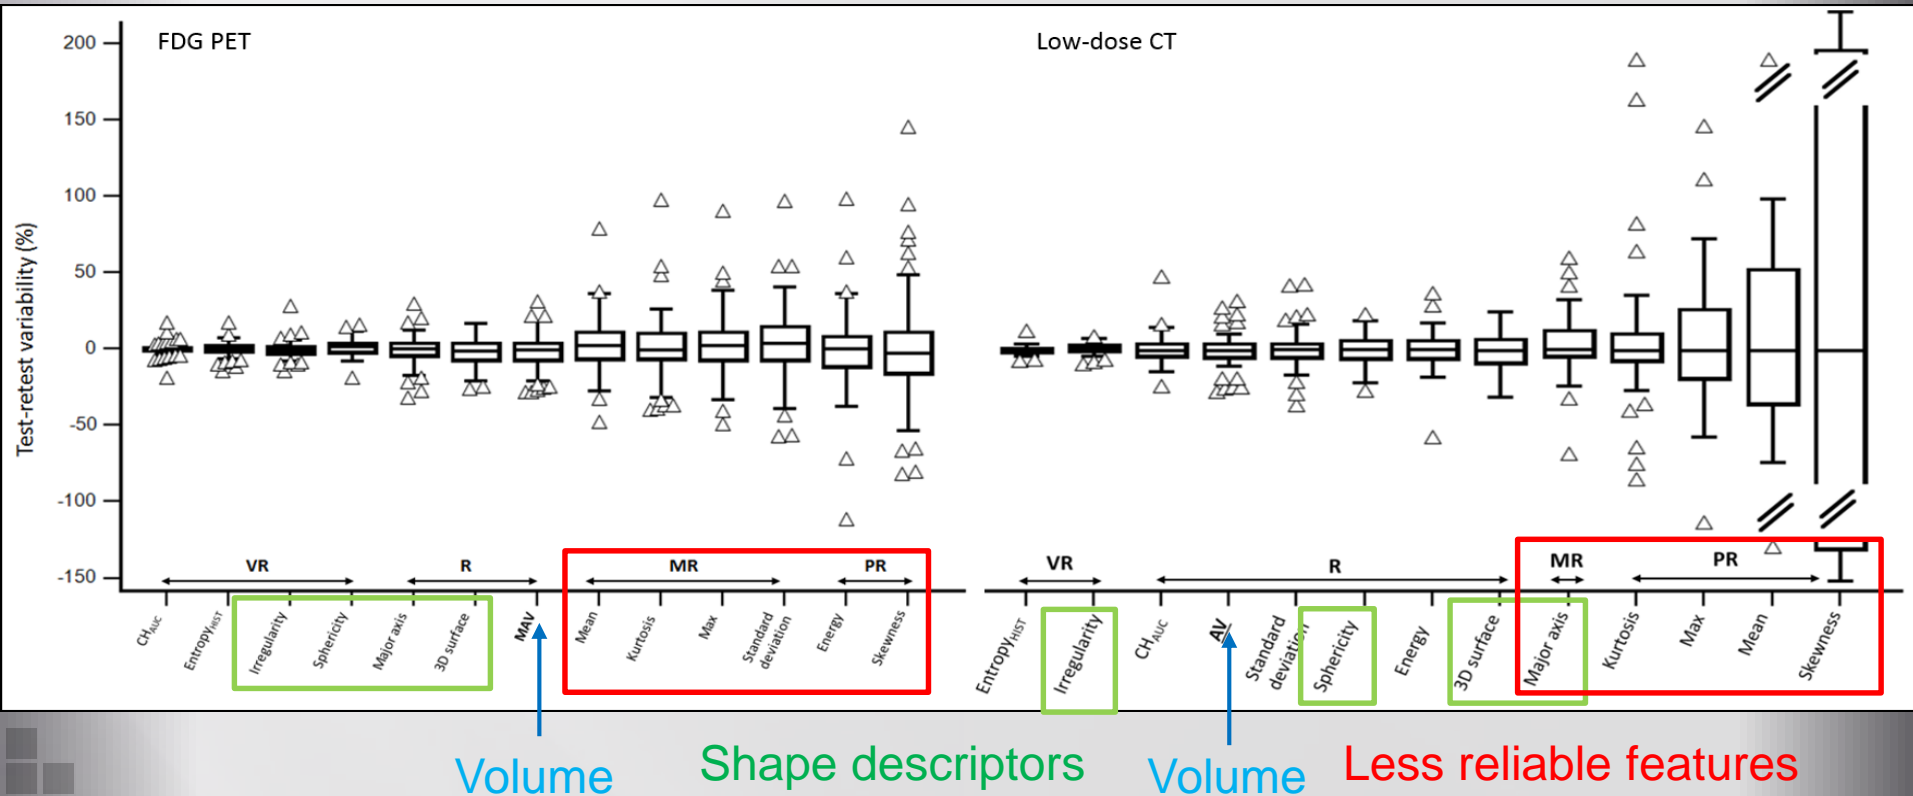 FDG PET
Low-dose CT
Test-retest variability (%)
200
150
100
50
0
-50
-100
-150
VR
R
MR
PR
VR
R
MR
PR
CHAUC
EntropyHIST
Irregularity
Sphericity
Major axis
3D surface
MAV
Mean
Kurtosis
Max
Standard
deviation
Energy
Skewness
EntropyHIST
Irregularity
CHAUC
AV
Standard
deviation
Sphericity
Energy
3D surface
Major axis
Kurtosis
Max
Mean
Skewness
Volume
Shape descriptors
Volume
Less reliable features